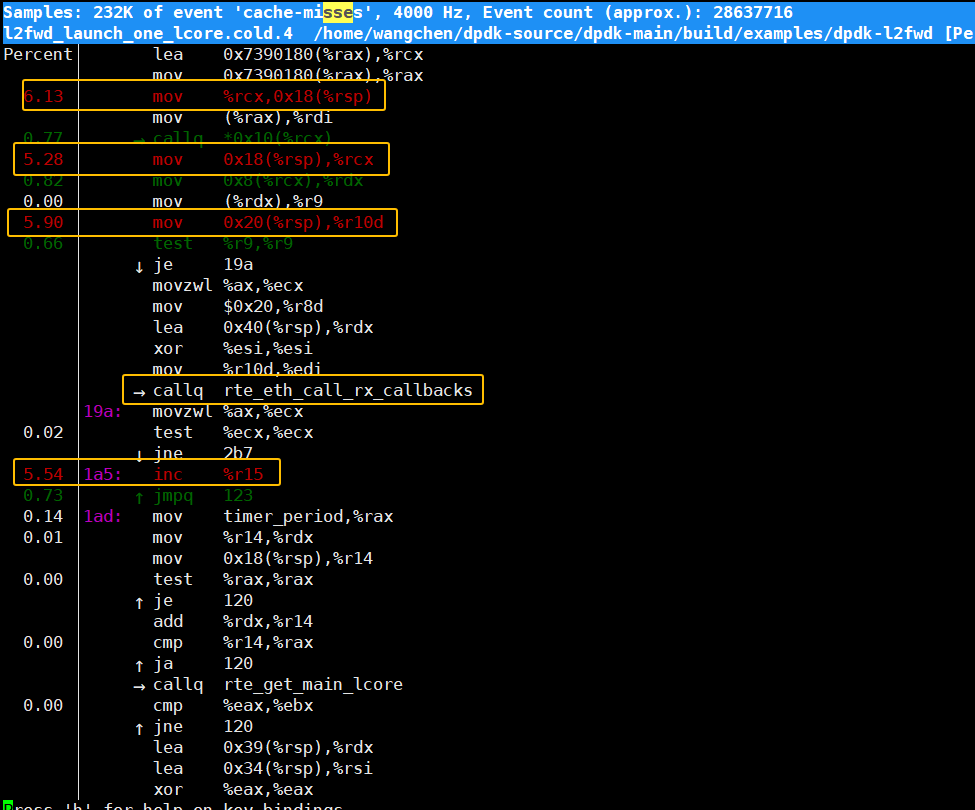 Samples: 232K of event 'cache-misses', 4000 Hz, Event count (approx.): 28637716
l2fwd_launch_one_lcore.cold.4  /home/wangchen/dpdk-source/dpdk-main/build/examples/dpdk-l2fwd [Pe
Percent lea 0x7390180(%rax),%rcx
mov 0x7390180(%rax),%rax
6.13 mov %rcx,0x18(%rsp)
mov (%rax),%rdi
0.77 → callq *0x10(%rcx)
5.28 mov 0x18(%rsp),%rcx
0.82 mov 0x8(%rcx),%rdx
0.00 mov (%rdx),%r9
5.90 mov 0x20(%rsp),%r10d
0.66 test %r9,%r9
↓ je 19a
movzwl %ax,%ecx
mov $0x20,%r8d
lea 0x40(%rsp),%rdx
xor %esi,%esi
mov %r10d,%edi
→ callq rte_eth_call_rx_callbacks
19a: movzwl %ax,%ecx
0.02 test %ecx,%ecx
↓ jne 2b7
5.54 1a5: inc %r15
0.73 ↑ jmpq 123
0.14 1ad: mov timer_period,%rax
0.01 mov %r14,%rdx
mov 0x18(%rsp),%r14
0.00 test %rax,%rax
↑ je 120
add %rdx,%r14
0.00 cmp %r14,%rax
↑ ja 120
→ callq rte_get_main_lcore
0.00 cmp %eax,%ebx
↑ jne 120
lea 0x39(%rsp),%rdx
lea 0x34(%rsp),%rsi
xor %eax,%eax
Press 'h' for help on key bindings